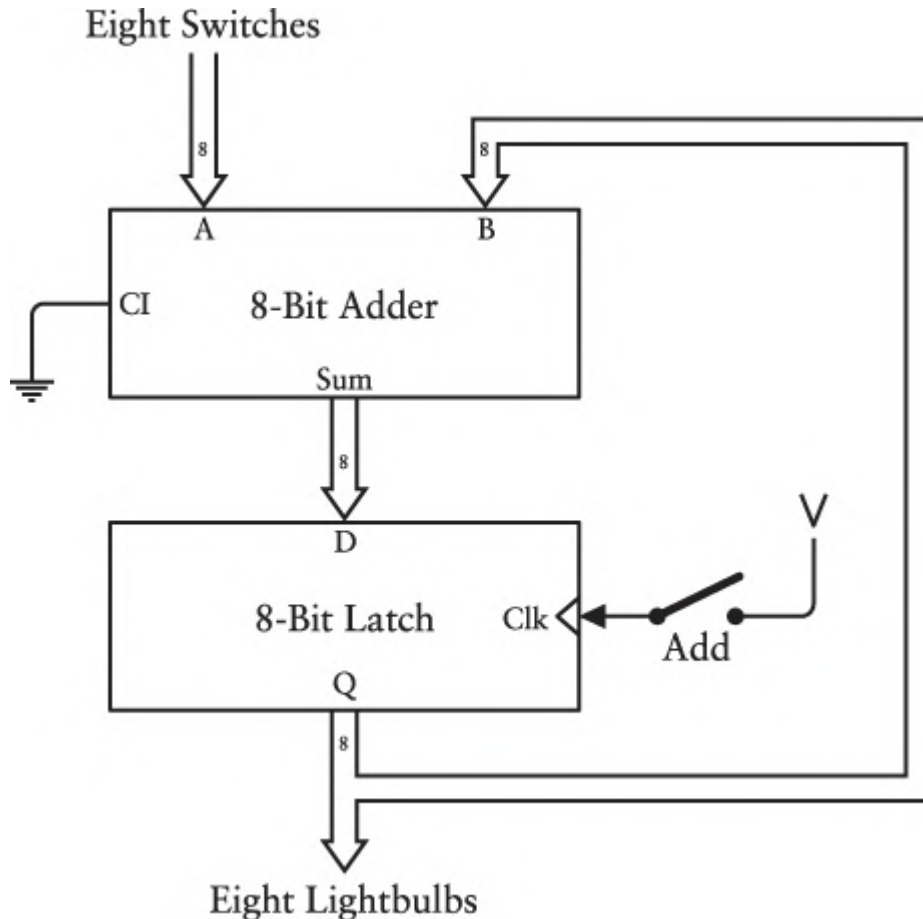 Eight Switches
8
8
A
B
CI
8-Bit Adder
Sum
8
V
D
8-Bit Latch
Clk
Add
Q
8
Eight Lightbulbs